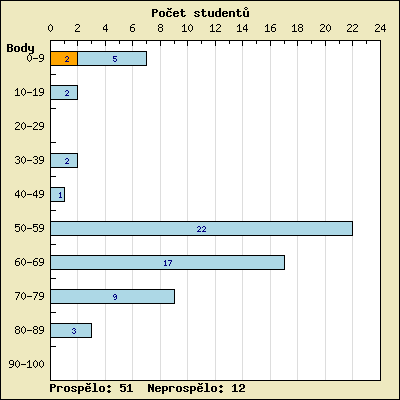 Počet studentů
0 2 4 6 8 10 12 14 16 18 20 22 24
Body
0-9 2 5
10-19 2
20-29
30-39 2
40-49 1
50-59 22
60-69 17
70-79 9
80-89 3
90-100
Prospělo: 51 Neprospělo: 12